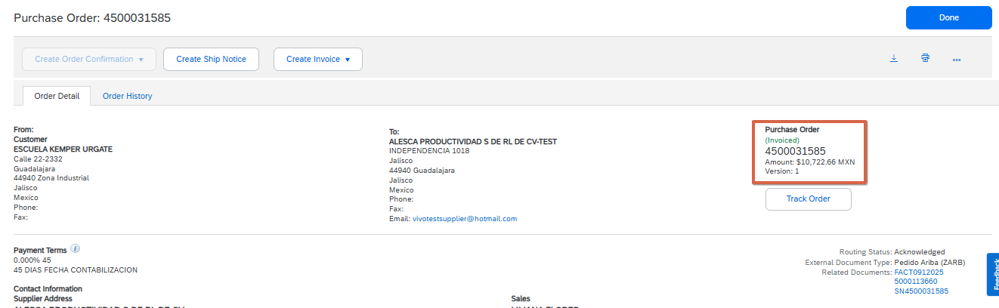 Purchase Order: 4500031585
Done
Create Order Confirmation
Create Ship Notice
Create Invoice
Order Detail
Order History
From:
Customer
ESCUELA KEMPER URGATE
Calle 22-2332
Guadalajara
44940 Zona Industrial
Jalisco
Mexico
Phone:
Fax:
To:
ALESCA PRODUCTIVIDAD S DE RL DE CV-TEST
INDEPENDENCIA 1018
Jalisco
44940 Guadalajara
Jalisco
Mexico
Phone:
Fax:
Email: vivotestsupplier@hotmail.com
Purchase Order
(Invoiced)
4500031585
Amount: $10,722.66 MXN
Version: 1
Track Order
Payment Terms
0.000% 45
45 DIAS FECHA CONTABILIZACION
Routing Status: Acknowledged
External Document Type: Pedido Ariba (ZARB)
Related Documents: FACT0912025
5000113660
SN4500031585
Feedback
Contact Information
Supplier Address
Sales